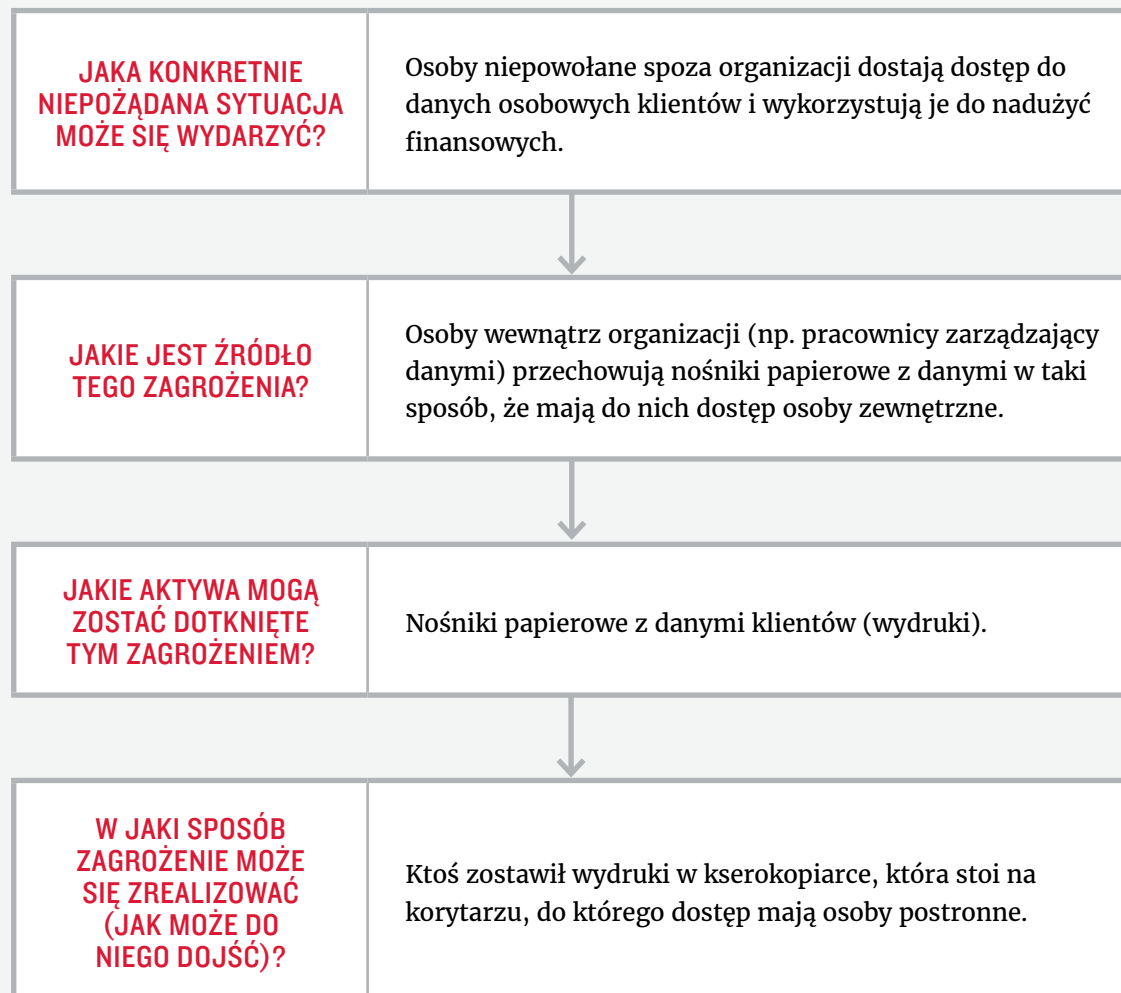 JAKA KONKRETNIE
NIEPOŻĄDANA SYTUACJA
MOŻE SIĘ WYDARZYĆ?
Osoby niepowołane spoza organizacji dostają dostęp do
danych osobowych klientów i wykorzystują je do nadużyć
finansowych.
JAKIE JEST ŹRÓDŁO
TEGO ZAGROŻENIA?
Osoby wewnątrz organizacji (np. pracownicy zarządzający
danymi) przechowują nośniki papierowe z danymi w taki
sposób, że mają do nich dostęp osoby zewnętrzne.
JAKIE AKTYWA MOGĄ
ZOSTAĆ DOTKNIĘTE
TYM ZAGROŻENIEM?
Nośniki papierowe z danymi klientów (wydruki).
W JAKI SPOSÓB
ZAGROŻENIE MOŻE
SIĘ ZREALIZOWAĆ
(JAK MOŻE DO
NIEGO DOJŚĆ)?
Ktoś zostawił wydruki w kserokopiarce, która stoi na
korytarzu, do którego dostęp mają osoby postronne.